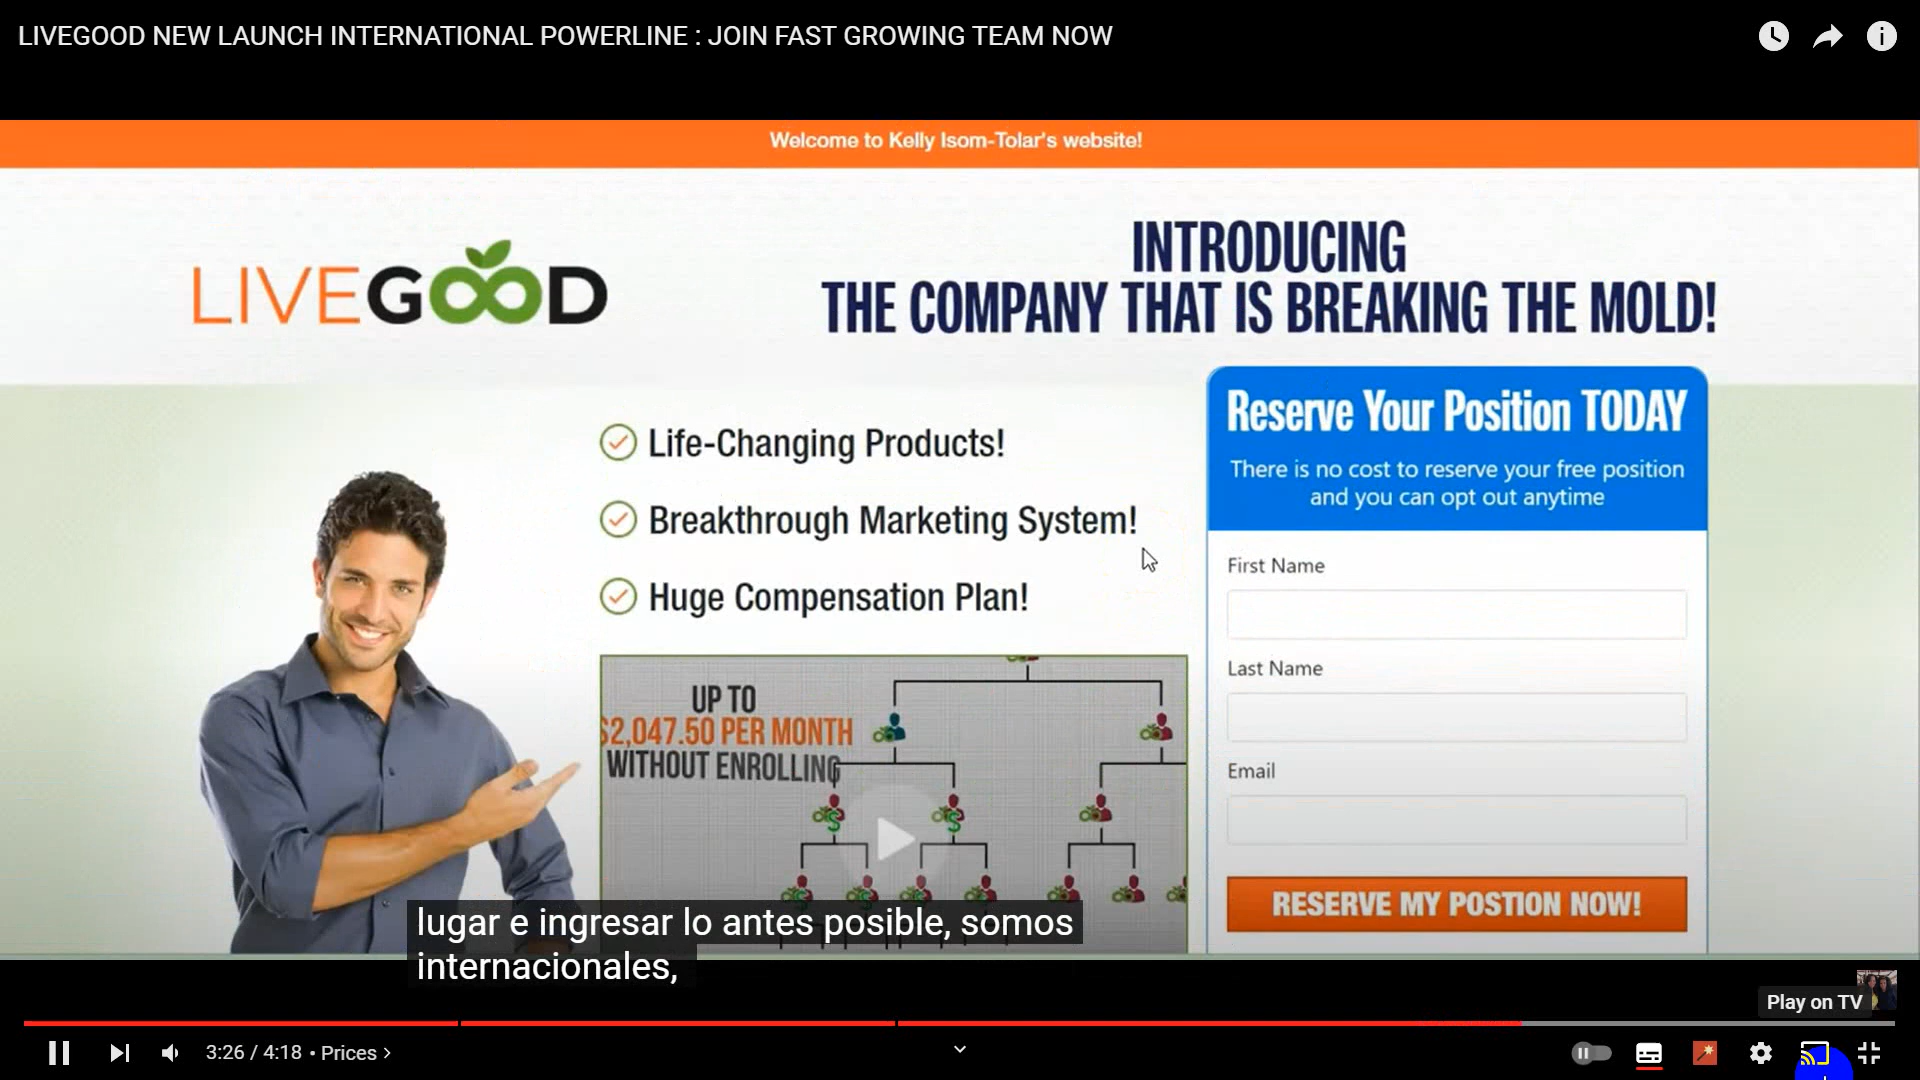 LIVEGOOD NEW LAUNCH INTERNATIONAL POWERLINE : JOIN FAST GROWING TEAM NOW
Welcome to Kelly Isom-Tolar's website!
LIVEGOOD
INTRODUCING
THE COMPANY THAT IS BREAKING THE MOLD!
Life-Changing Products!
Breakthrough Marketing System!
Huge Compensation Plan!
UP TO
$2,047.50 PER MONTH
WITHOUT ENROLLING
Reserve Your Position TODAY
There is no cost to reserve your free position
and you can opt out anytime
First Name
Last Name
Email
RESERVE MY POSTION NOW!
lugar e ingresar lo antes posible, somos
internacionales,
Play on TV
3:26 / 4:18 • Prices >